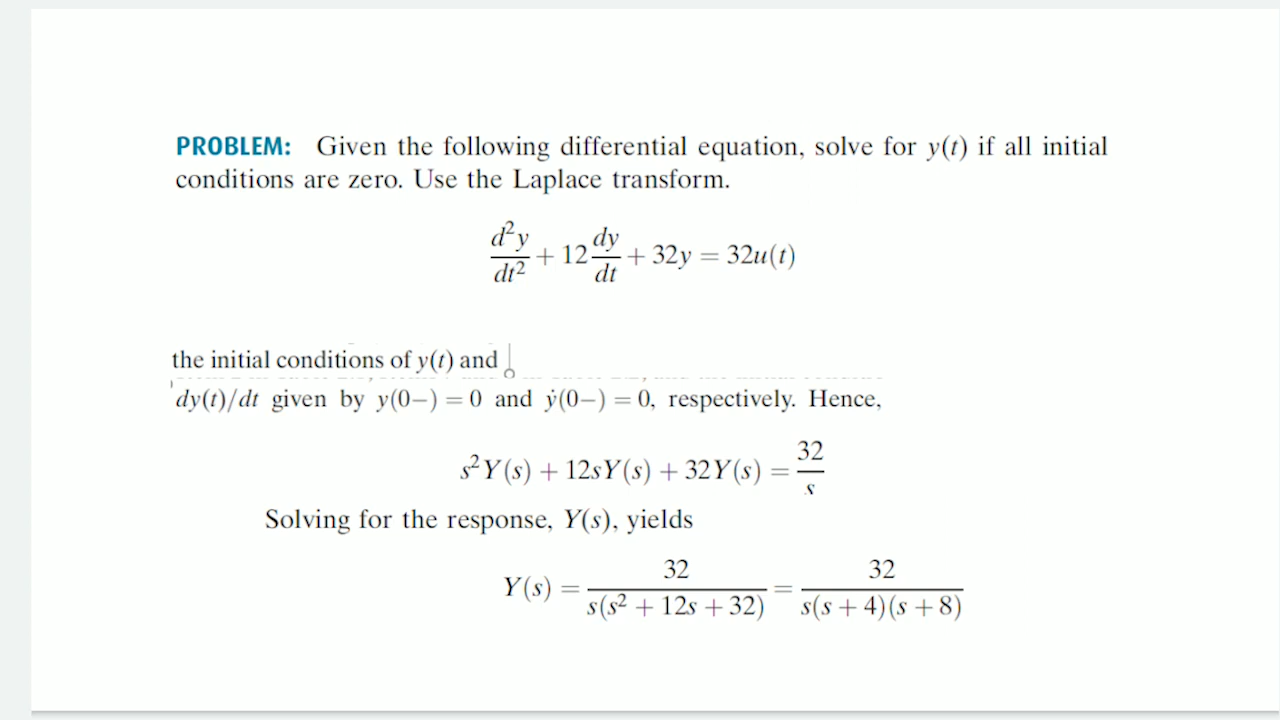 PROBLEM: Given the following differential equation, solve for y(t) if all initial
conditions are zero. Use the Laplace transform.
d²y/dt² + 12 dy/dt + 32y = 32u(t)
the initial conditions of y(t) and
dy(t)/dt given by y(0−) = 0 and ẏ(0−) = 0, respectively. Hence,
s²Y(s) + 12sY(s) + 32Y(s) = 32/s
Solving for the response, Y(s), yields
Y(s) = 32/s(s² + 12s + 32) = 32/s(s + 4)(s + 8)